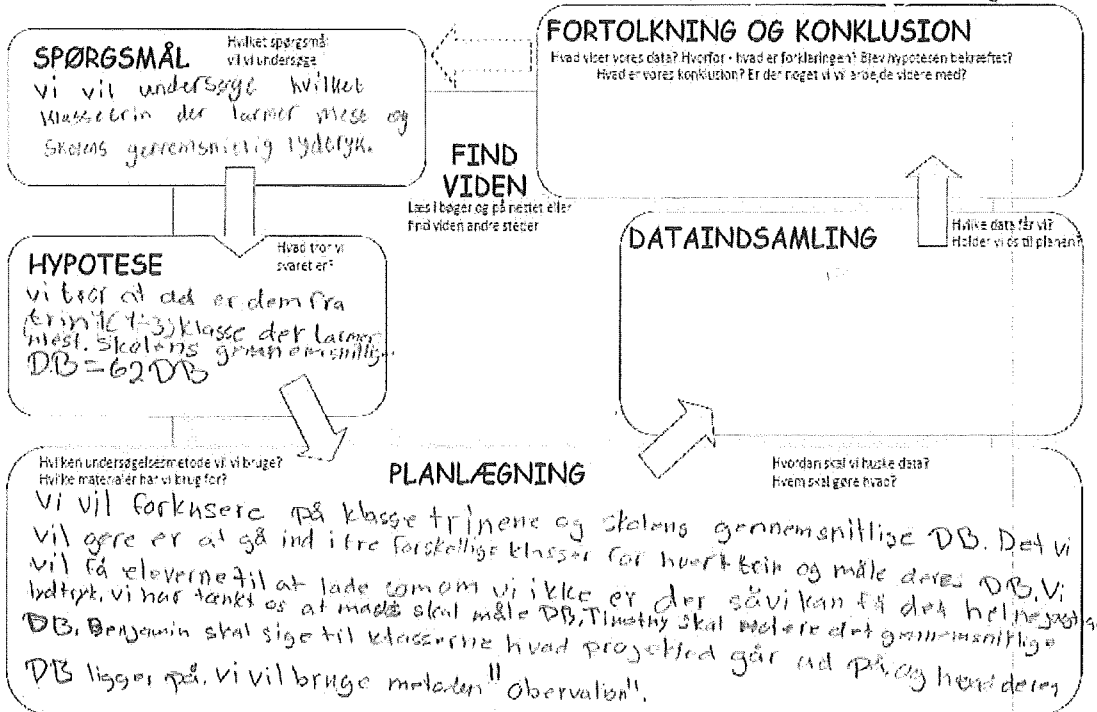 SPØRGSMÅL
Hvilket spørgsmål
vil vi undersøge
vi vil undersøge hvilket
klassetrin der larmer mest og
skolens gennemsnitlig lydtryk.
HYPOTESE
Hvad tror vi
svaret er?
vi tror at det er dem fra
trin 1(1-3)klasse der larmer
mest. skolens gennemsnitlige
DB=62DB
FIND
VIDEN
Læs i bøger og på nettet eller
find viden andre steder
PLANLÆGNING
Hvilken undersøgelsesmetode vil vi bruge?
Hvilke materialer har vi brug for?
Hvordan skal vi huske data?
Hvem skal gøre hvad?
Vi vil forkusere på klasse trinene og skolens gennemsnitlige DB. Det vi
vil gøre er at gå ind i tre forskellige klasser for hvert trin og måle deres DB. Vi
vil få eleverne til at lade som om vi ikke er der så vi kan få det
lydtryk. vi har tænkt os at skal måle DB, Timothy skal det gennemsnitlige
DB. Benjamin skal sige til klasserne hvad går ud på, og deres
DB ligger på. vi vil bruge metoden "Obervation".
DATAINDSAMLING
Hvilke data får vi?
Holder vi os til planen?
FORTOLKNING OG KONKLUSION
Hvad viser vores data? Hvorfor - hvad er forklaringen? Blev hypotesen bekræftet?
Hvad er vores konklusion? Er der noget vi vil arbejde videre med?